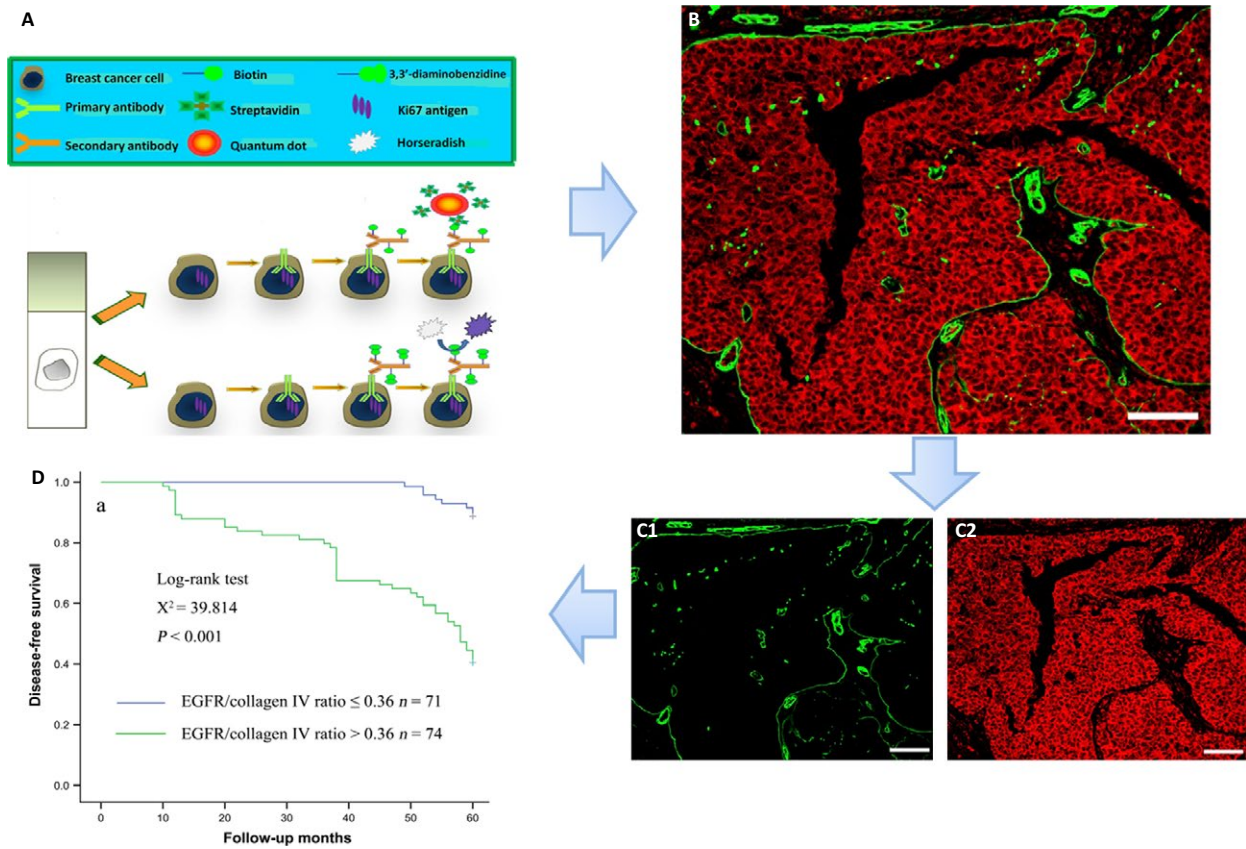 A
Breast cancer cell
Biotin
3,3'-diaminobenzidine
Primary antibody
Streptavidin
Ki67 antigen
Secondary antibody
Quantum dot
Horseradish
B
C1
C2
D
a
Disease-free survival
1.0
0.8
0.6
0.4
0.2
0.0
Log-rank test
X² = 39.814
P < 0.001
EGFR/collagen IV ratio ≤ 0.36 n = 71
EGFR/collagen IV ratio > 0.36 n = 74
0 10 20 30 40 50 60
Follow-up months